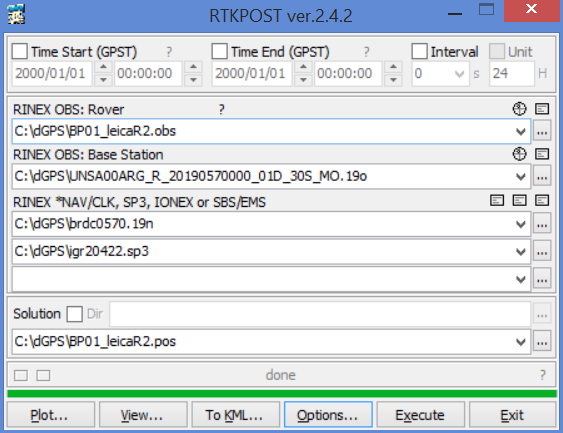 RTKPOST ver.2.4.2
Time Start (GPST) ? Time End (GPST) ? Interval Unit
2000/01/01 00:00:00 2000/01/01 00:00:00 0 s 24 H
RINEX OBS: Rover ?
C:\dGPS\BP01_leicaR2.obs ...
RINEX OBS: Base Station
C:\dGPS\UNSA00ARG_R_20190570000_01D_30S_MO.19o ...
RINEX *NAV/CLK, SP3, IONEX or SBS/EMS
C:\dGPS\brdc0570.19n ...
C:\dGPS\igr20422.sp3 ...
...
Solution Dir ...
C:\dGPS\BP01_leicaR2.pos ...
done ?
Plot... View... To KML... Options... Execute Exit